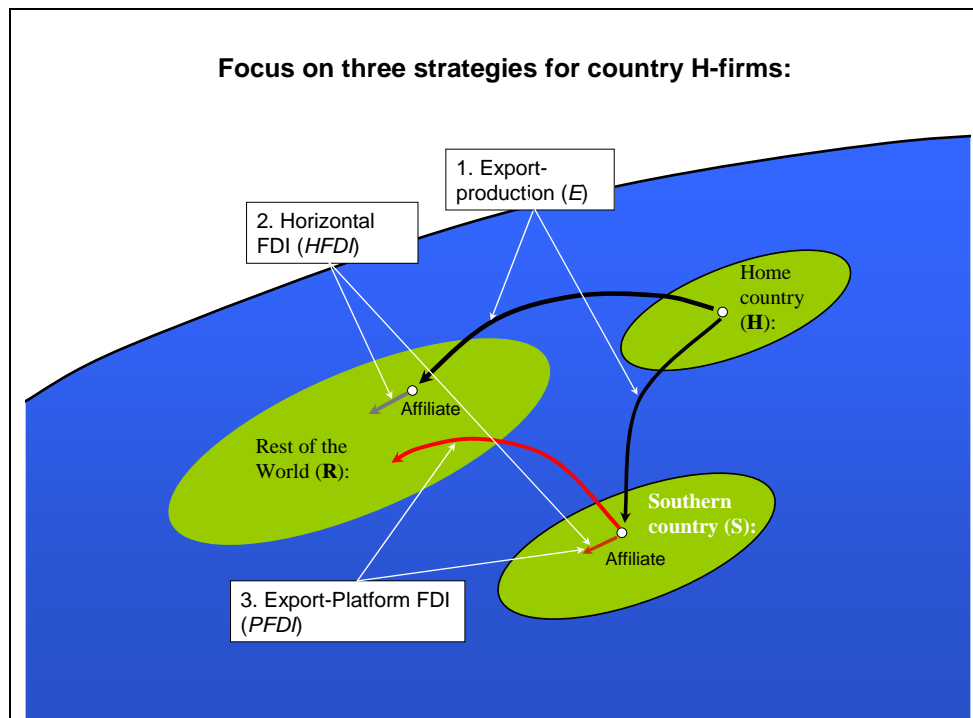 Focus on three strategies for country H-firms:
1. Export-
production (E)
2. Horizontal
FDI (HFDI)
Home
country
(H):
Affiliate
Rest of the
World (R):
Southern
country (S):
Affiliate
3. Export-Platform FDI
(PFDI)